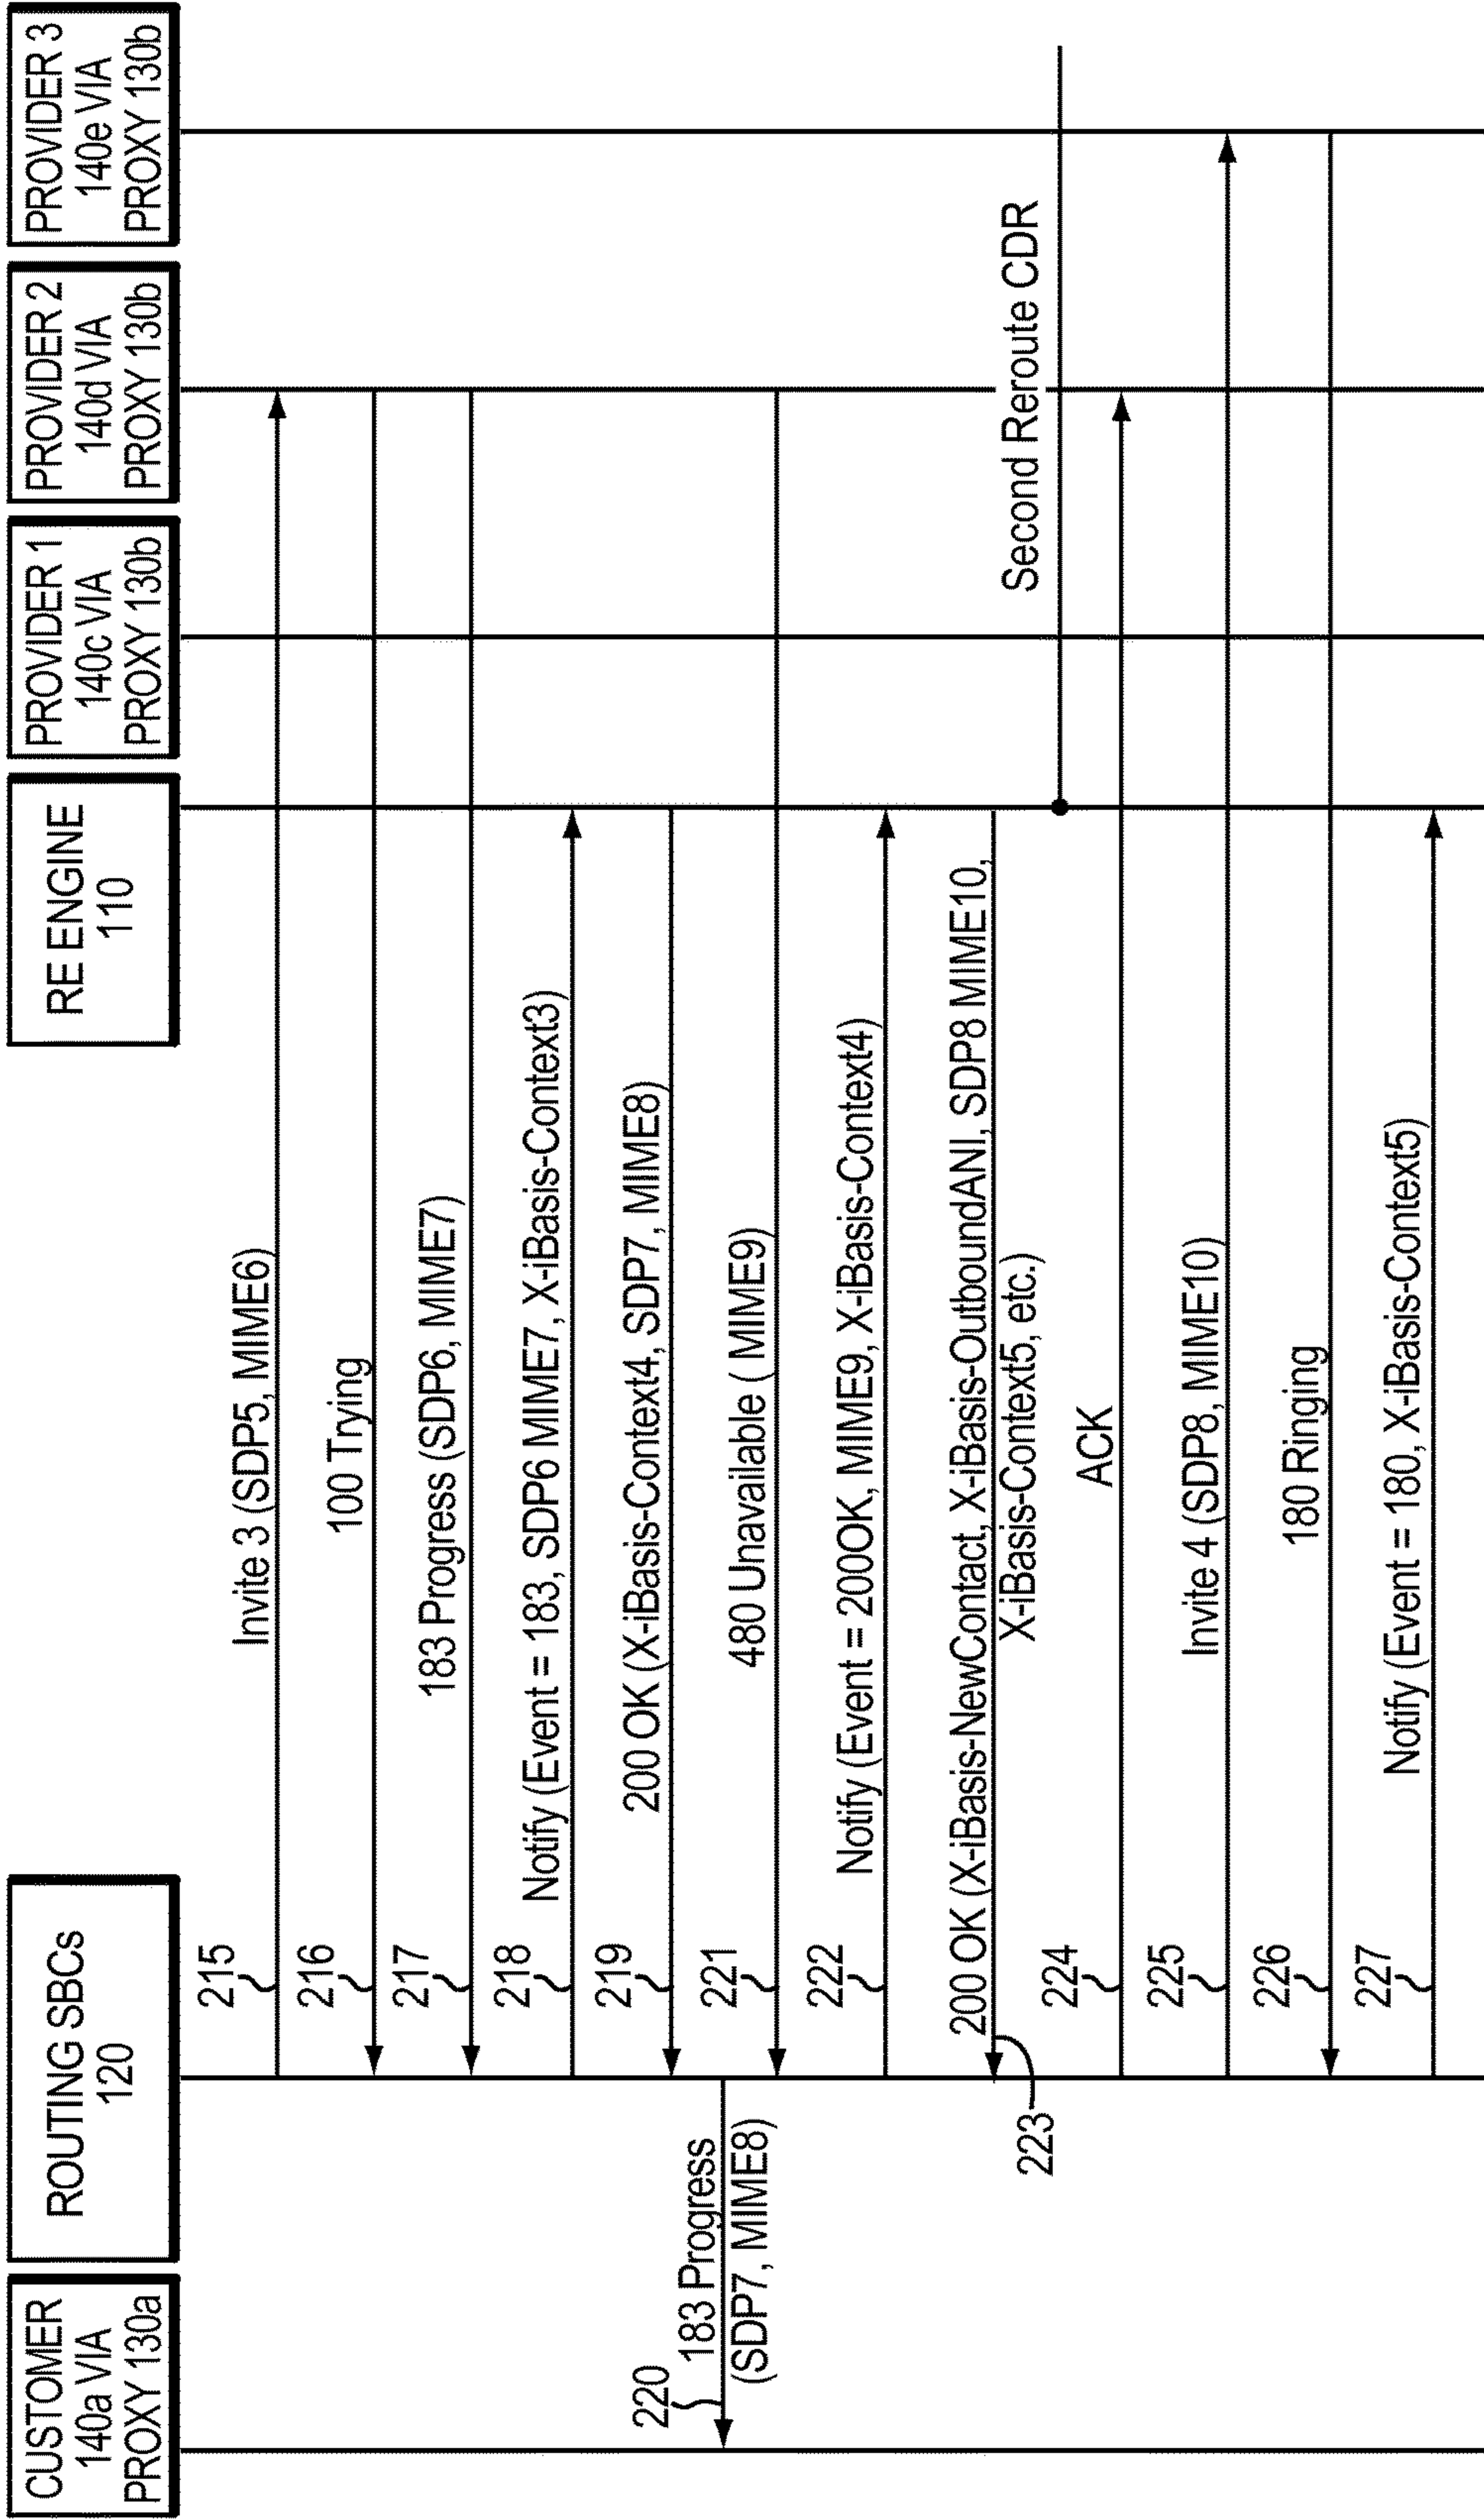 CUSTOMER
140a VIA
PROXY 130a
ROUTING SBCs
120
RE ENGINE
110
PROVIDER 1
140c VIA
PROXY 130b
PROVIDER 2
140d VIA
PROXY 130b
PROVIDER 3
140e VIA
PROXY 130b
215
Invite 3 (SDP5, MIME6)
216
100 Trying
217
183 Progress (SDP6, MIME7)
218
Notify (Event = 183, SDP6 MIME7, X-iBasis-Context3)
219
200 OK (X-iBasis-Context4, SDP7, MIME8)
220
183 Progress
(SDP7, MIME8)
221
480 Unavailable ( MIME9)
222
Notify (Event = 200OK, MIME9, X-iBasis-Context4)
200 OK (X-iBasis-NewContact, X-iBasis-OutboundANI, SDP8 MIME10,
X-iBasis-Context5, etc.)
223
Second Reroute CDR
224
ACK
225
Invite 4 (SDP8, MIME10)
226
180 Ringing
227
Notify (Event = 180, X-iBasis-Context5)